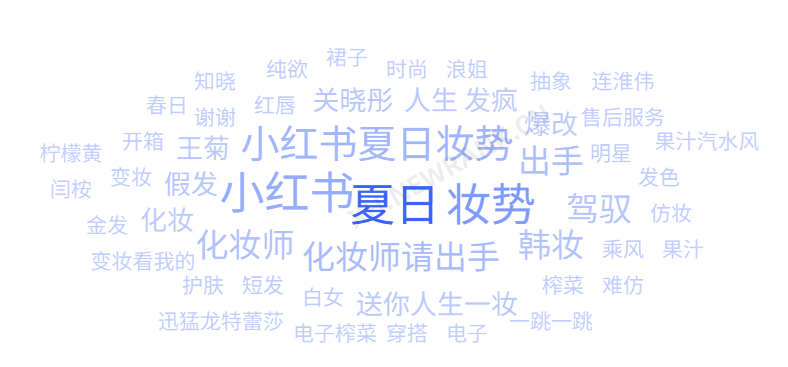 裙子
纯欲 时尚 浪姐
知晓 抽象 连淮伟
春日 谢谢 红唇 关晓彤 人生 发疯
爆改 售后服务
柠檬黄 开箱 王菊 小红书夏日妆势 出手 明星 果汁汽水风
闫桉 变妆 假发 小红书 夏日 妆势 驾驭 发色
金发 化妆 仿妆
变妆看我的 化妆师 化妆师请出手 韩妆 乘风 果汁
护肤 短发 白女 送你人生一妆 榨菜 难仿
迅猛龙特蕾莎 电子榨菜 穿搭 电子 一跳一跳